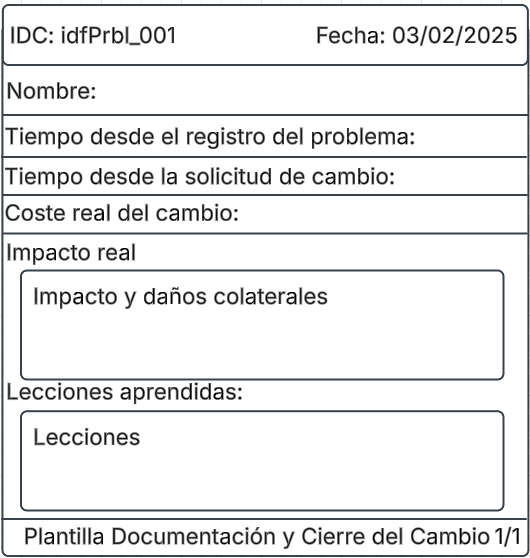 IDC: idfPrbl_001 Fecha: 03/02/2025
Nombre:
Tiempo desde el registro del problema:
Tiempo desde la solicitud de cambio:
Coste real del cambio:
Impacto real
Impacto y daños colaterales
Lecciones aprendidas:
Lecciones
Plantilla Documentación y Cierre del Cambio 1/1